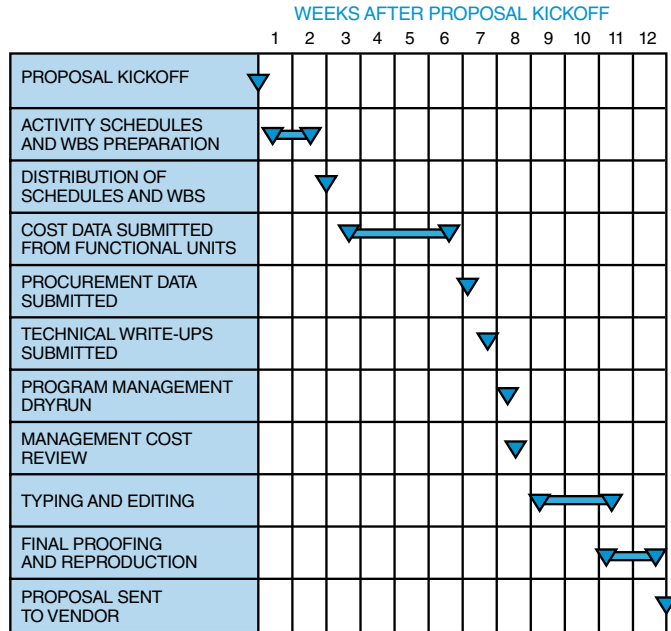 WEEKS AFTER PROPOSAL KICKOFF
1 2 3 4 5 6 7 8 9 10 11 12
PROPOSAL KICKOFF
ACTIVITY SCHEDULES
AND WBS PREPARATION
DISTRIBUTION OF
SCHEDULES AND WBS
COST DATA SUBMITTED
FROM FUNCTIONAL UNITS
PROCUREMENT DATA
SUBMITTED
TECHNICAL WRITE-UPS
SUBMITTED
PROGRAM MANAGEMENT
DRYRUN
MANAGEMENT COST
REVIEW
TYPING AND EDITING
FINAL PROOFING
AND REPRODUCTION
PROPOSAL SENT
TO VENDOR